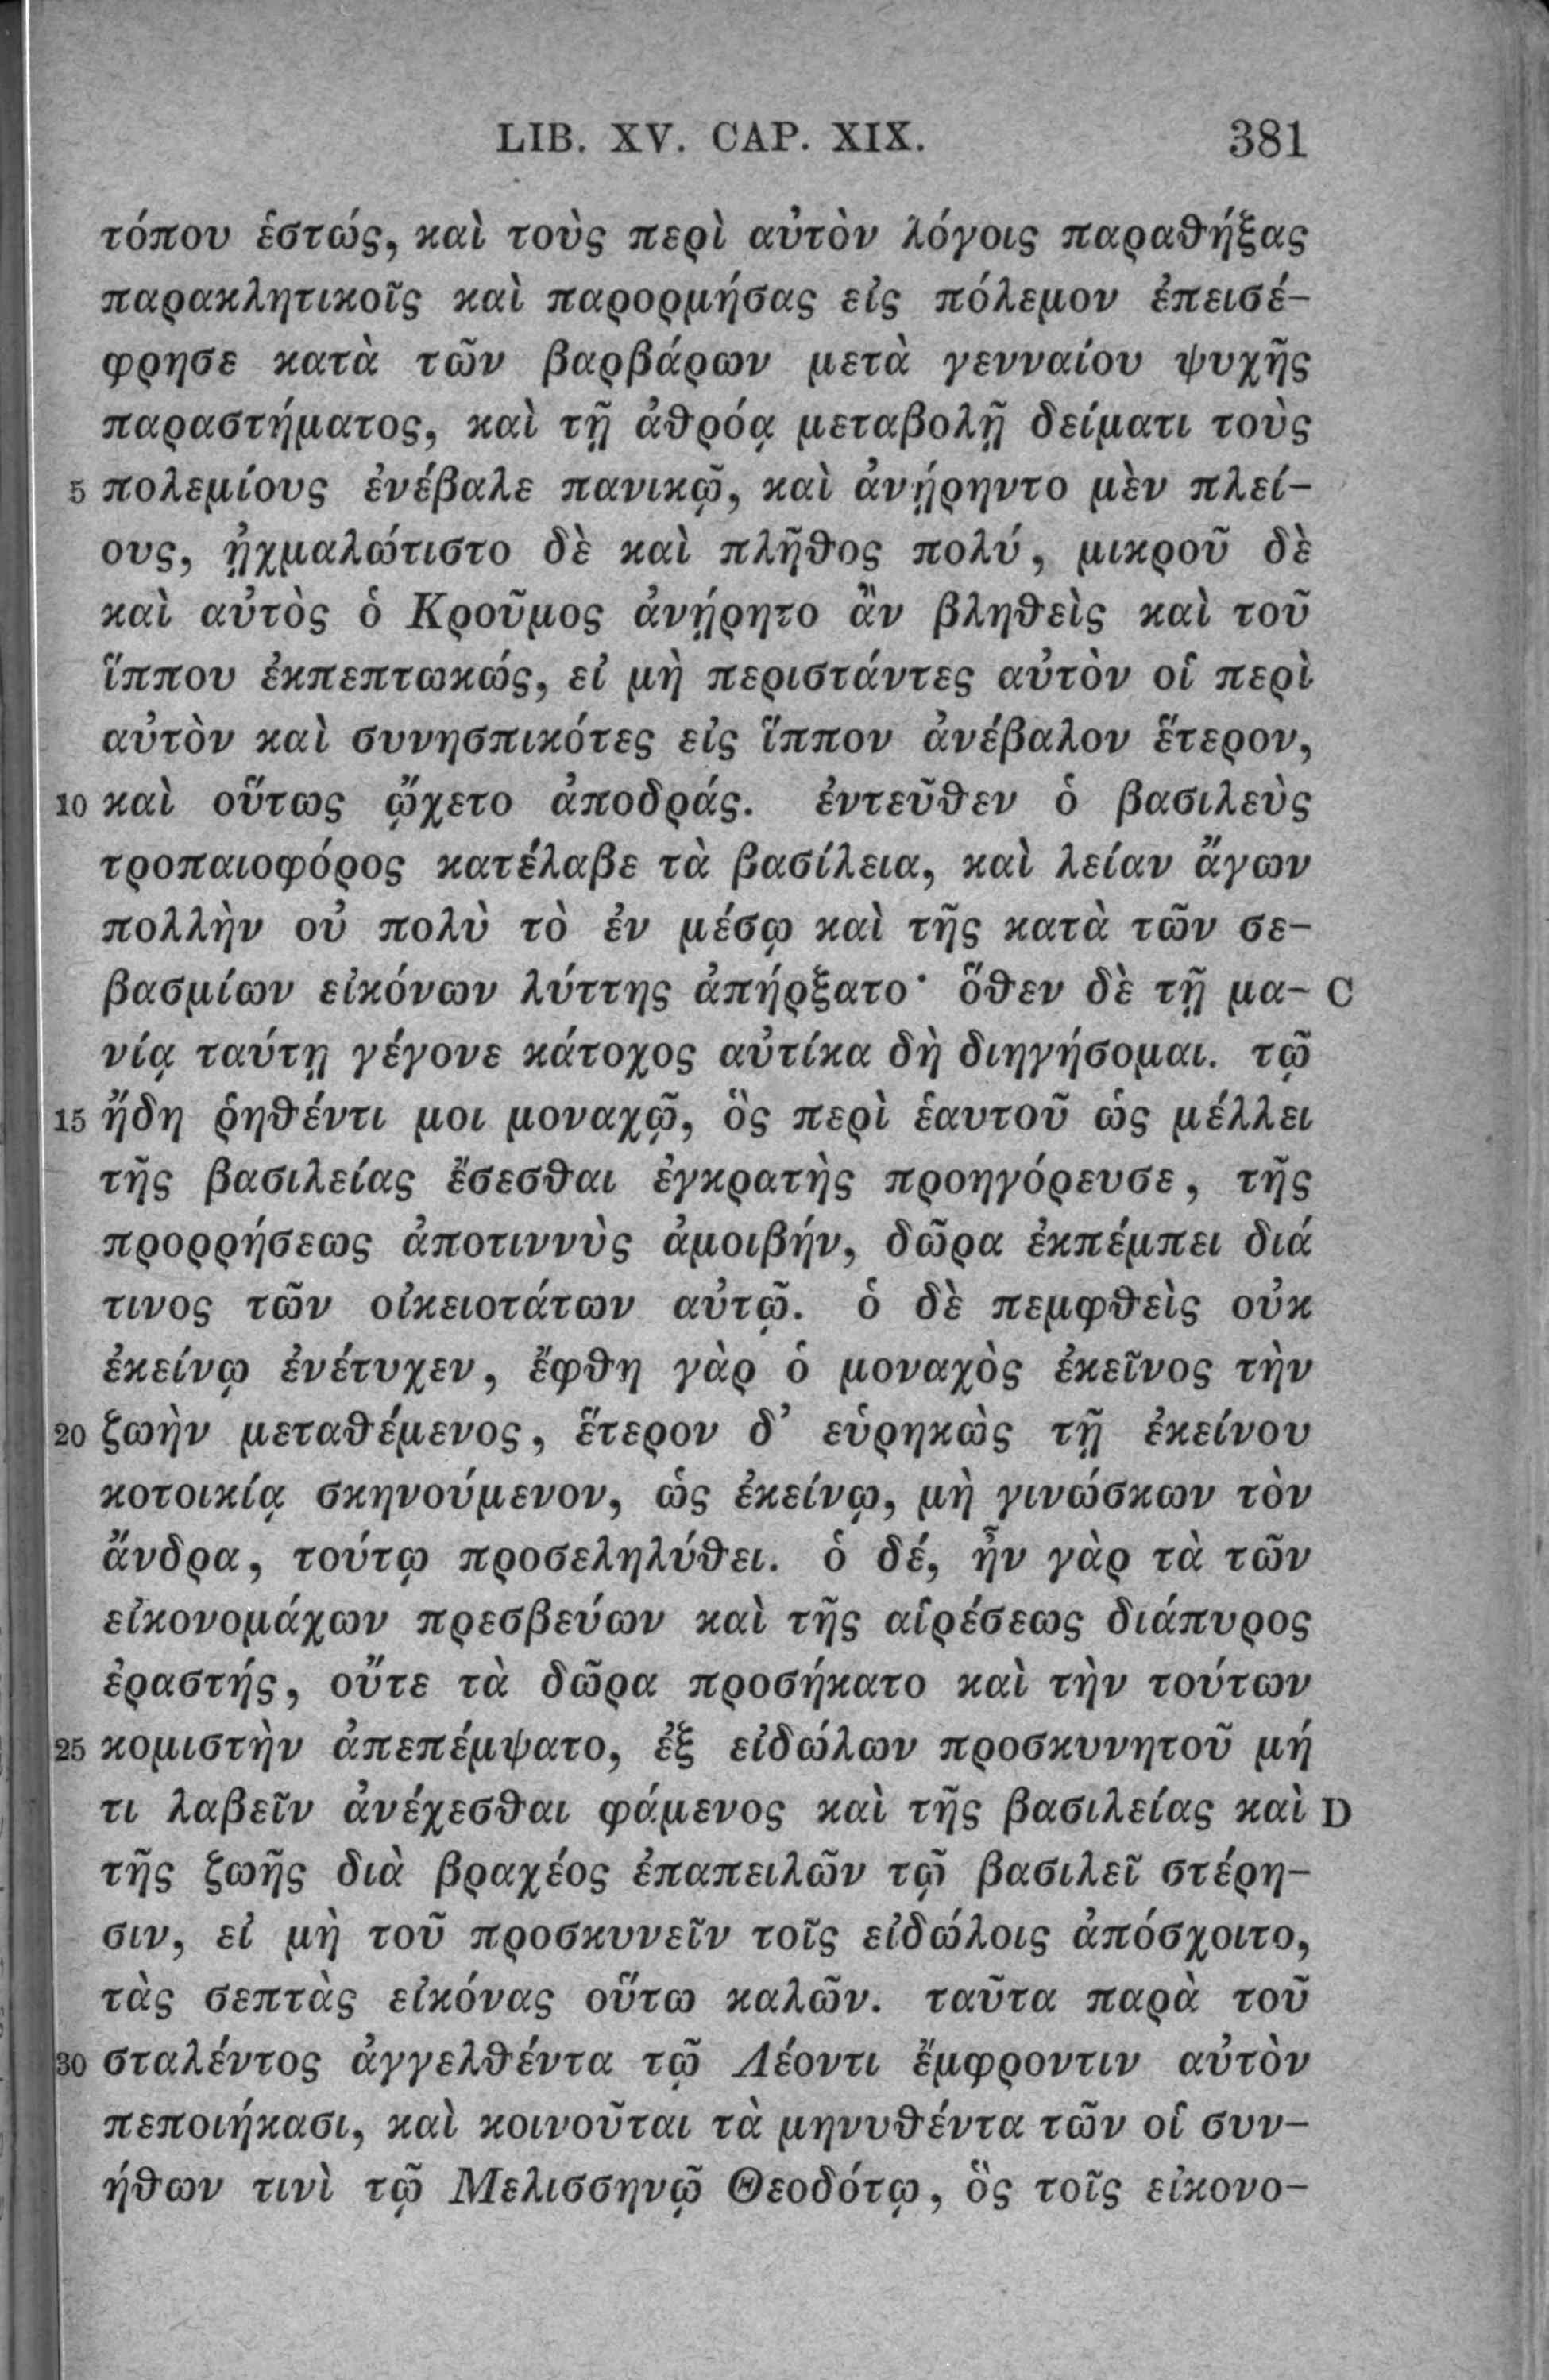 LIB. XV. CAP. XIX. 381
τόπου ἑστώς, καὶ τοὺς περὶ αὐτὸν λόγοις παραθήξας
παρακλητικοῖς καὶ παρορμήσας εἰς πόλεμον ἐπεισέ-
φρησε κατὰ τῶν βαρβάρων μετὰ γενναίου ψυχῆς
παραστήματος, καὶ τῇ ἀθρόᾳ μεταβολῇ δείματι τοὺς
5 πολεμίους ἐνέβαλε πανικῷ, καὶ ἀνῄρηντο μὲν πλεί-
ους, ᾐχμαλώτιστο δὲ καὶ πλῆθος πολύ, μικροῦ δὲ
καὶ αὐτὸς ὁ Κροῦμος ἀνῄρητο ἂν βληθεὶς καὶ τοῦ
ἵππου ἐκπεπτωκώς, εἰ μὴ περιστάντες αὐτὸν οἱ περὶ
αὐτὸν καὶ συνησπικότες εἰς ἵππον ἀνέβαλον ἕτερον,
10 καὶ οὕτως ᾤχετο ἀποδράς. ἐντεῦθεν ὁ βασιλεὺς
τροπαιοφόρος κατέλαβε τὰ βασίλεια, καὶ λείαν ἄγων
πολλὴν οὐ πολὺ τὸ ἐν μέσῳ καὶ τῆς κατὰ τῶν σε-
βασμίων εἰκόνων λύττης ἀπήρξατο· ὅθεν δὲ τῇ μα- C
νίᾳ ταύτῃ γέγονε κάτοχος αὐτίκα δὴ διηγήσομαι. τῷ
15 ἤδη ῥηθέντι μοι μοναχῷ, ὃς περὶ ἑαυτοῦ ὡς μέλλει
τῆς βασιλείας ἔσεσθαι ἐγκρατὴς προηγόρευσε, τῆς
προρρήσεως ἀποτιννὺς ἀμοιβήν, δῶρα ἐκπέμπει διά
τινος τῶν οἰκειοτάτων αὐτῷ. ὁ δὲ πεμφθεὶς οὐκ
ἐκείνῳ ἐνέτυχεν, ἔφθη γὰρ ὁ μοναχὸς ἐκεῖνος τὴν
20 ζωὴν μεταθέμενος, ἕτερον δ’ εὑρηκὼς τῇ ἐκείνου
κοτοικίᾳ σκηνούμενον, ὡς ἐκείνῳ, μὴ γινώσκων τὸν
ἄνδρα, τούτῳ προσεληλύθει. ὁ δέ, ἦν γὰρ τὰ τῶν
εἰκονομάχων πρεσβεύων καὶ τῆς αἱρέσεως διάπυρος
ἐραστής, οὔτε τὰ δῶρα προσήκατο καὶ τὴν τούτων
25 κομιστὴν ἀπεπέμψατο, ἐξ εἰδώλων προσκυνητοῦ μή
τι λαβεῖν ἀνέχεσθαι φάμενος καὶ τῆς βασιλείας καὶ D
τῆς ζωῆς διὰ βραχέος ἐπαπειλῶν τῷ βασιλεῖ στέρη-
σιν, εἰ μὴ τοῦ προσκυνεῖν τοῖς εἰδώλοις ἀπόσχοιτο,
τὰς σεπτὰς εἰκόνας οὕτω καλῶν. ταῦτα παρὰ τοῦ
30 σταλέντος ἀγγελθέντα τῷ Λέοντι ἔμφροντιν αὐτὸν
πεποιήκασι, καὶ κοινοῦται τὰ μηνυθέντα τῶν οἱ συν-
ήθων τινὶ τῷ Μελισσηνῷ Θεοδότῳ, ὃς τοῖς εἰκονο-